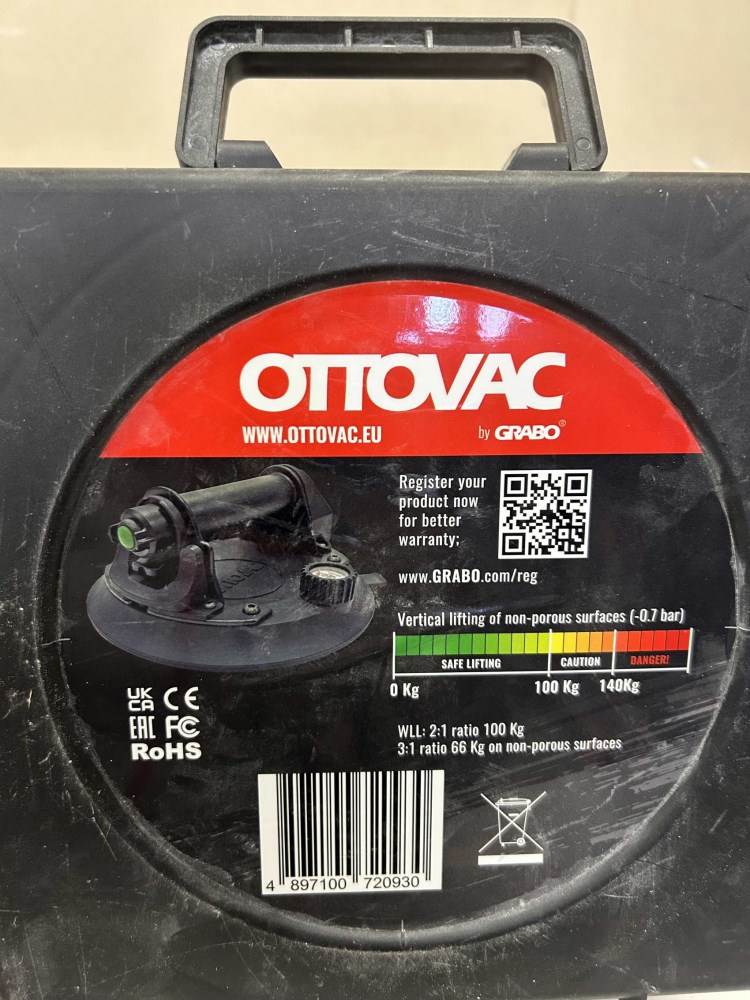 OTTOVAC
WWW.OTTOVAC.EU
by GRABO®
Register your
product now
for better
warranty;
www.GRABO.com/reg
Vertical lifting of non-porous surfaces (-0.7 bar)
SAFE LIFTING CAUTION DANGER!
0 Kg 100 Kg 140Kg
UK
CA CE
EAC FC
RoHS
WLL: 2:1 ratio 100 Kg
3:1 ratio 66 Kg on non-porous surfaces
4 897100 720930